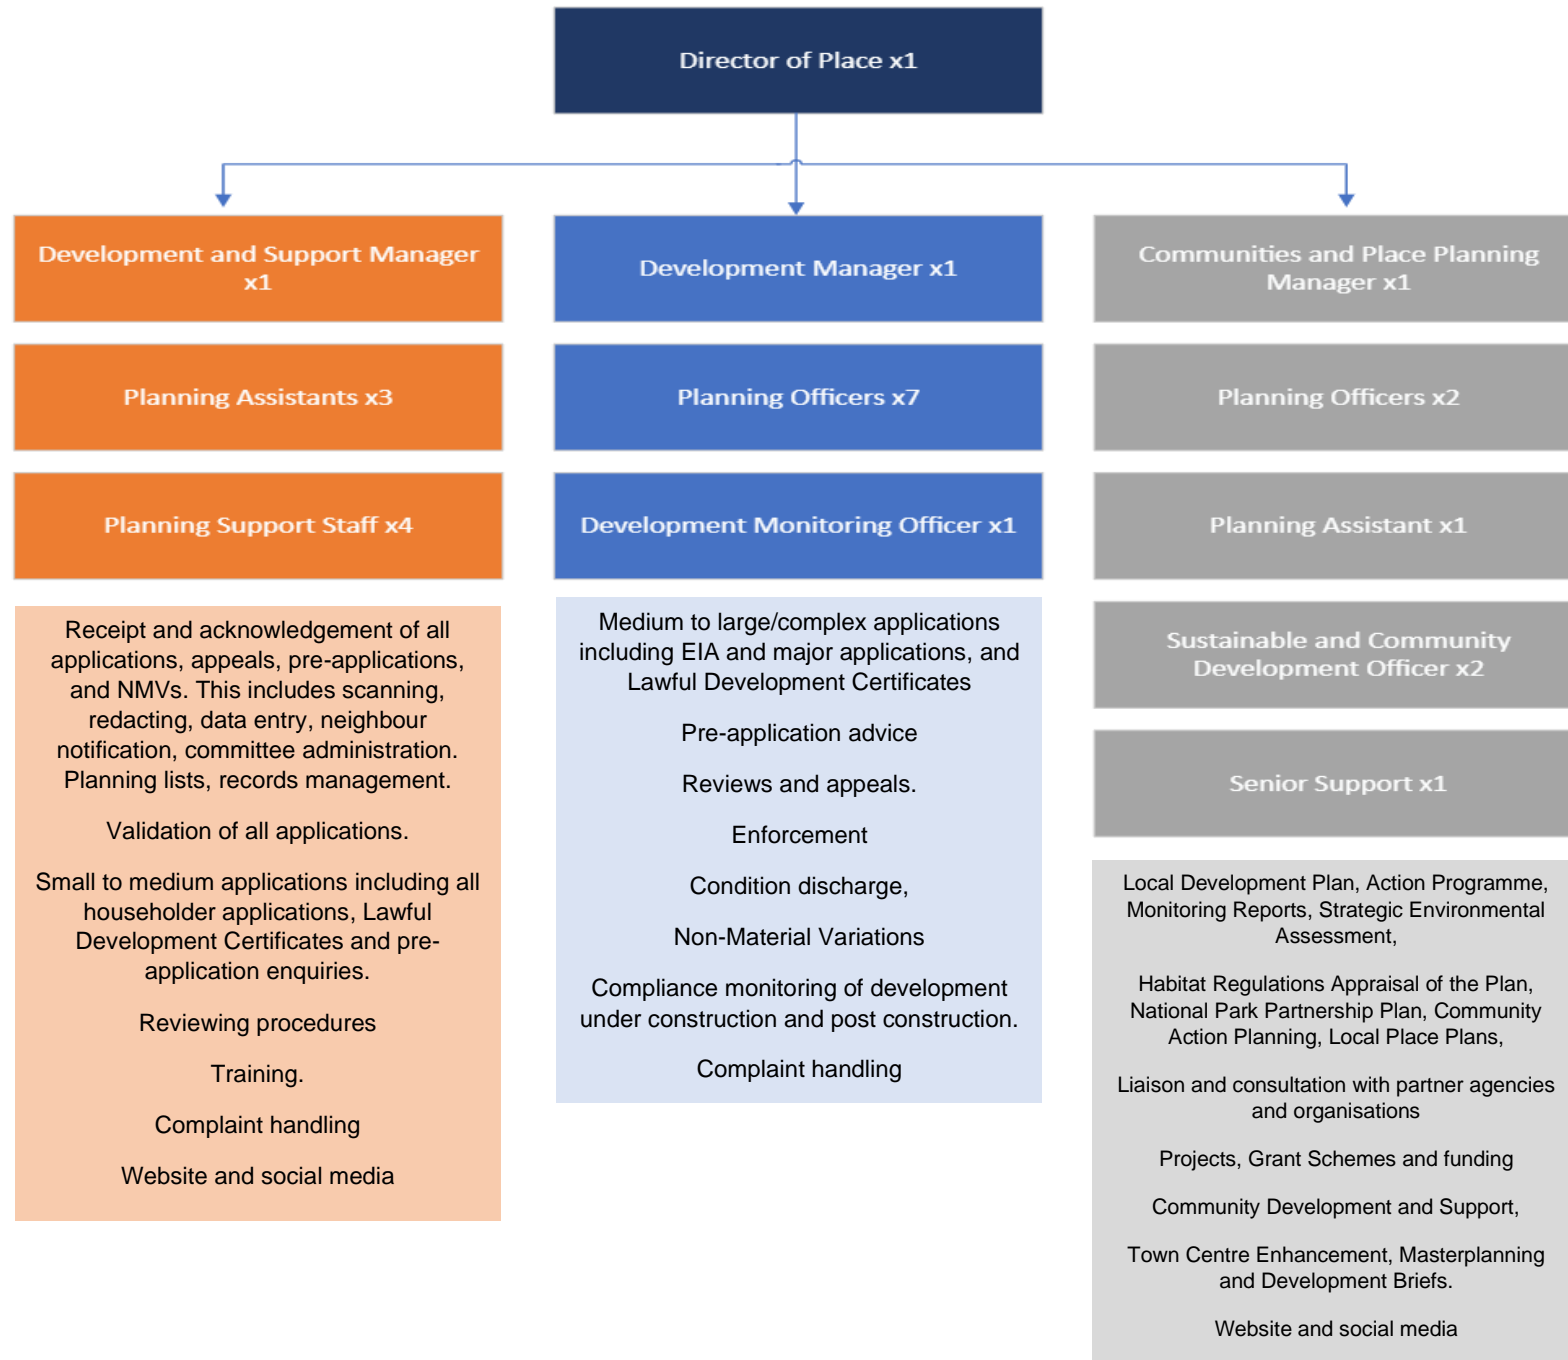 Director of Place x1
Development and Support Manager
x1
Planning Assistants x3
Planning Support Staff x4
Receipt and acknowledgement of all
applications, appeals, pre-applications,
and NMVs. This includes scanning,
redacting, data entry, neighbour
notification, committee administration.
Planning lists, records management.
Validation of all applications.
Small to medium applications including all
householder applications, Lawful
Development Certificates and pre-
application enquiries.
Reviewing procedures
Training.
Complaint handling
Website and social media
Development Manager x1
Planning Officers x7
Development Monitoring Officer x1
Medium to large/complex applications
including EIA and major applications, and
Lawful Development Certificates
Pre-application advice
Reviews and appeals.
Enforcement
Condition discharge,
Non-Material Variations
Compliance monitoring of development
under construction and post construction.
Complaint handling
Communities and Place Planning
Manager x1
Planning Officers x2
Planning Assistant x1
Sustainable and Community
Development Officer x2
Senior Support x1
Local Development Plan, Action Programme,
Monitoring Reports, Strategic Environmental
Assessment,
Habitat Regulations Appraisal of the Plan,
National Park Partnership Plan, Community
Action Planning, Local Place Plans,
Liaison and consultation with partner agencies
and organisations
Projects, Grant Schemes and funding
Community Development and Support,
Town Centre Enhancement, Masterplanning
and Development Briefs.
Website and social media